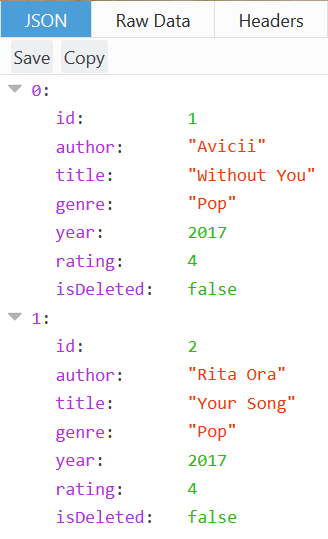 JSON Raw Data Headers
Save Copy
0:
id: 1
author: "Avicii"
title: "Without You"
genre: "Pop"
year: 2017
rating: 4
isDeleted: false
1:
id: 2
author: "Rita Ora"
title: "Your Song"
genre: "Pop"
year: 2017
rating: 4
isDeleted: false